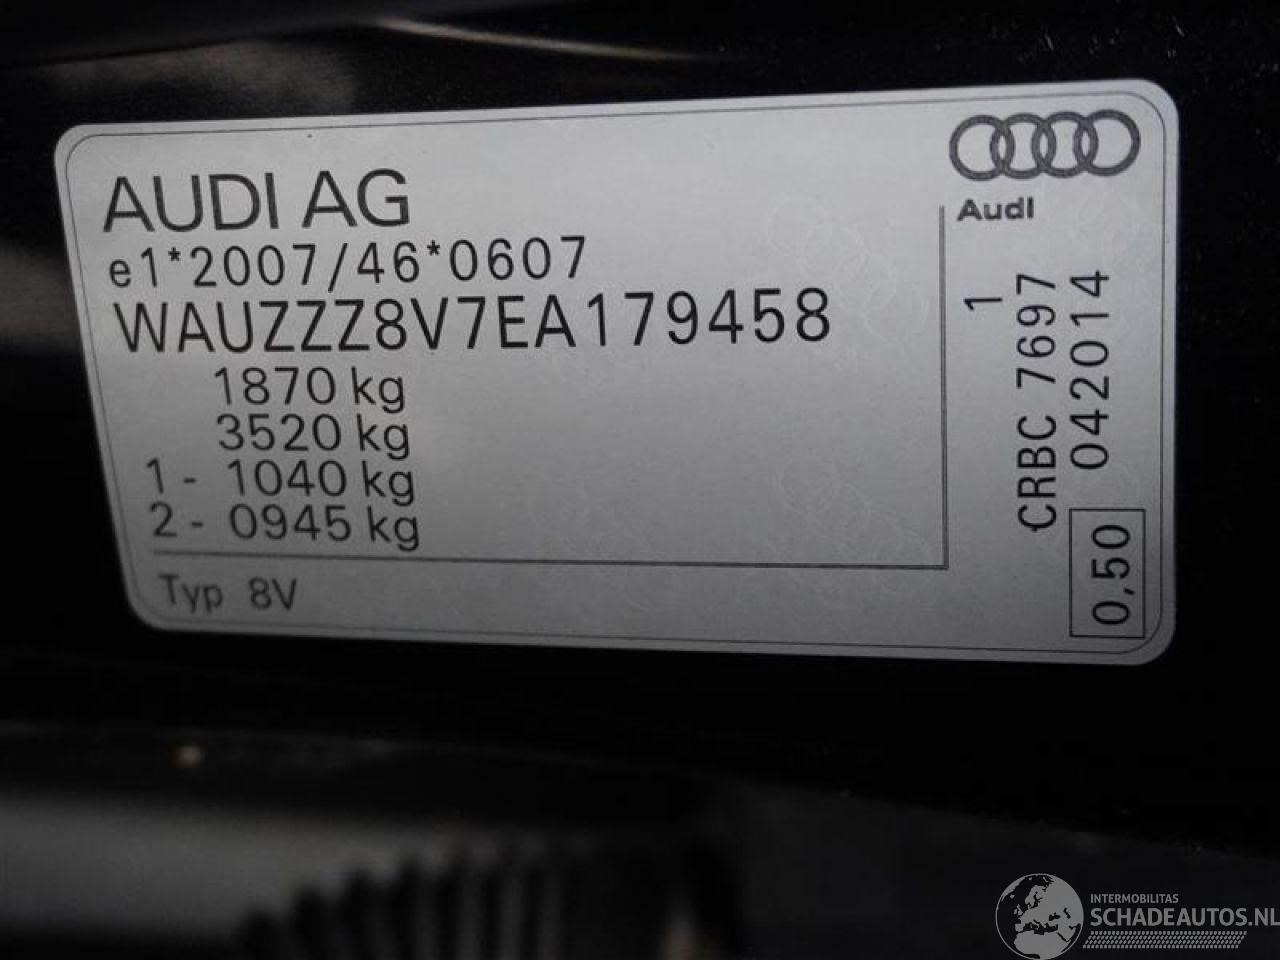 AUDI AG
e1*2007/46*0607
WAUZZZ8V7EA179458
1870 kg
3520 kg
1 - 1040 kg
2 - 0945 kg
Typ 8V
Audi
1
CRBC 7697
042014
0,50
INTERMOBILITAS
SCHADEAUTOS.NL